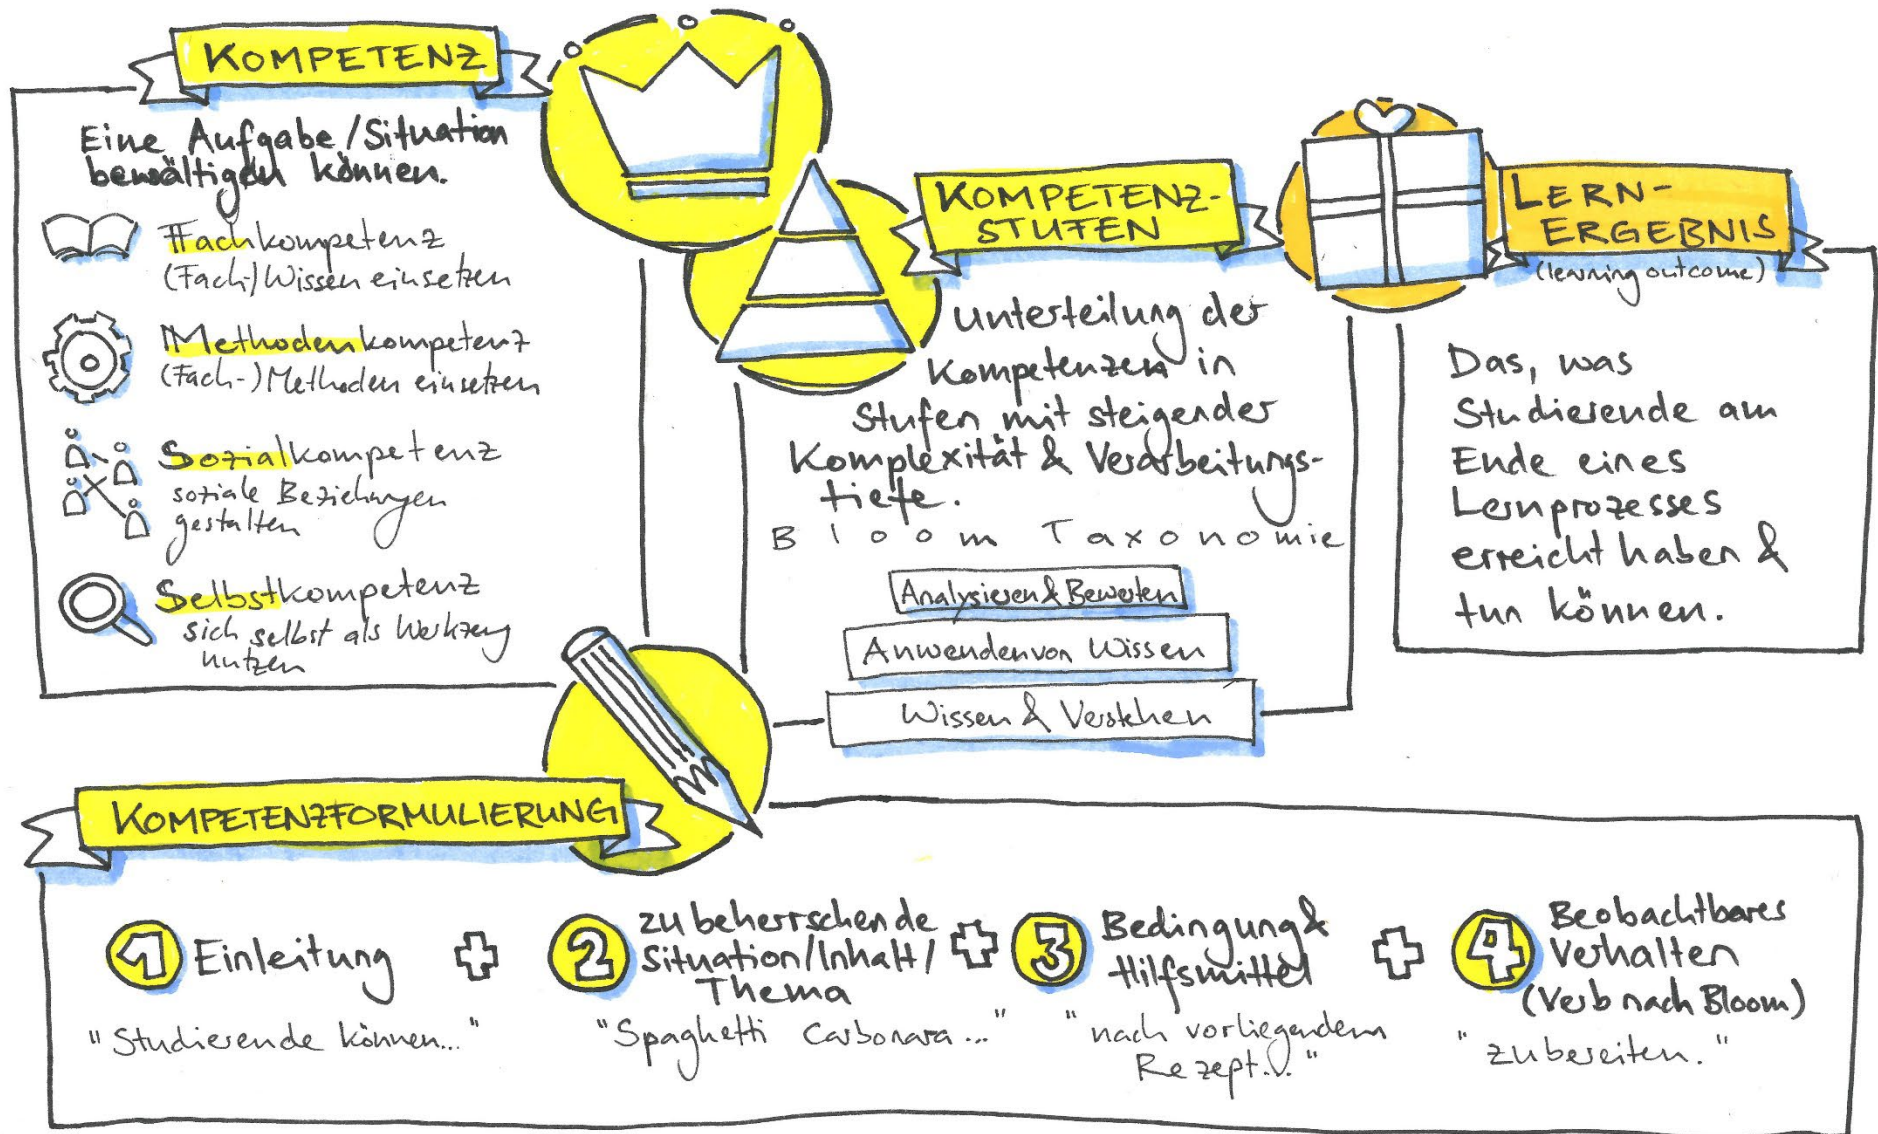 KOMPETENZ
Eine Aufgabe/Situation
bewältigen können.
Fachkompetenz
(Fach-)Wissen einsetzen
Methodenkompetenz
(Fach-)Methoden einsetzen
Sozialkompetenz
soziale Beziehungen
gestalten
Selbstkompetenz
sich selbst als Werkzeug
nutzen
KOMPETENZ-
STUFEN
Unterteilung der
Kompetenzen in
Stufen mit steigender
Komplexität & Verarbeitungs-
tiefe.
Bloom Taxonomie
Analysieren & Bewerten
Anwenden von Wissen
Wissen & Verstehen
LERN-
ERGEBNIS
(learning outcome)
Das, was
Studierende am
Ende eines
Lernprozesses
erreicht haben &
tun können.
KOMPETENZFORMULIERUNG
1 Einleitung
"Studierende können..."
+
2 zu beherrschende
Situation/Inhalt/
Thema
"Spaghetti Carbonara..."
+
3 Bedingung &
Hilfsmittel
"nach vorliegendem
Rezept..."
+
4 Beobachtbares
Verhalten
(Verb nach Bloom)
"zubereiten."